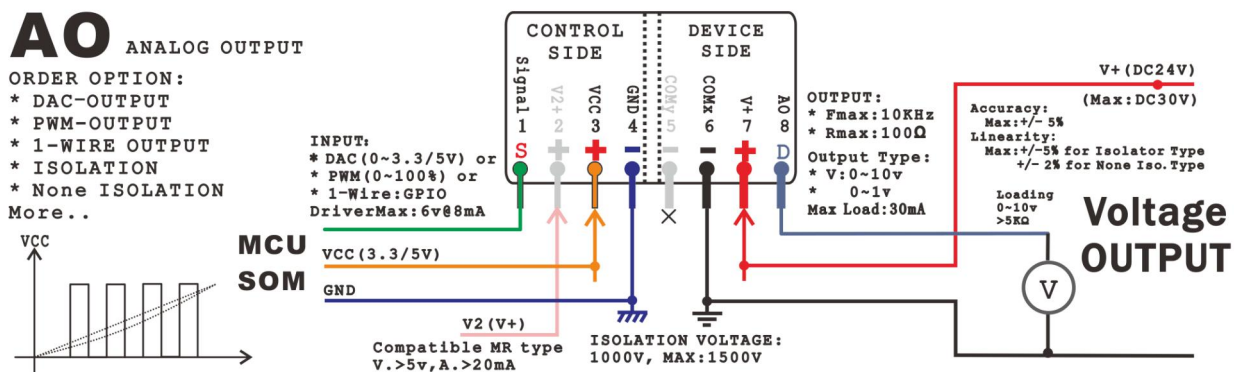 AO ANALOG OUTPUT
ORDER OPTION:
* DAC-OUTPUT
* PWM-OUTPUT
* 1-WIRE OUTPUT
* ISOLATION
* None ISOLATION
More..
VCC
MCU
SOM
INPUT:
* DAC(0~3.3/5V) or
* PWM(0~100%) or
* 1-Wire:GPIO
DriverMax:6v@8mA
VCC(3.3/5V)
GND
V2(V+)
Compatible MR type
V.>5v,A.>20mA
CONTROL
SIDE
DEVICE
SIDE
Signal 1 S
V2+ 2 +
VCC 3 +
GND 4 -
COMy 5 -
COMx 6 -
V+ 7 +
AO 8 D
ISOLATION VOLTAGE:
1000V, MAX:1500V
OUTPUT:
* Fmax:10KHz
* Rmax:100Ω
Output Type:
* V:0~10v
* 0~1v
Max Load:30mA
V+(DC24V)
(Max:DC30V)
Accuracy:
Max:+/- 5%
Linearity:
Max:+/-5% for Isolator Type
+/- 2% for None Iso.Type
Loading
0~10v
>5KΩ
Voltage
OUTPUT
V